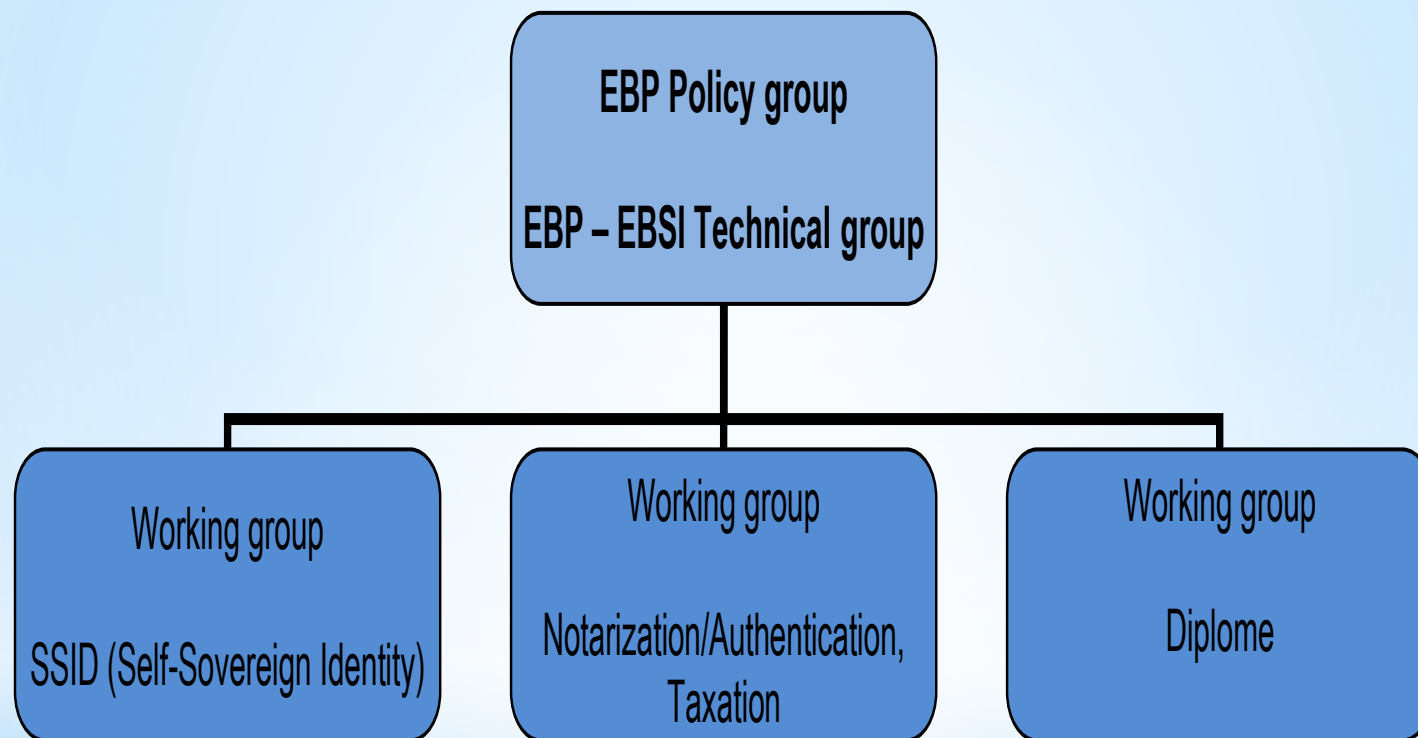 EBP Policy group
EBP – EBSI Technical group
Working group
SSID (Self-Sovereign Identity)
Working group
Notarization/Authentication,
Taxation
Working group
Diplome